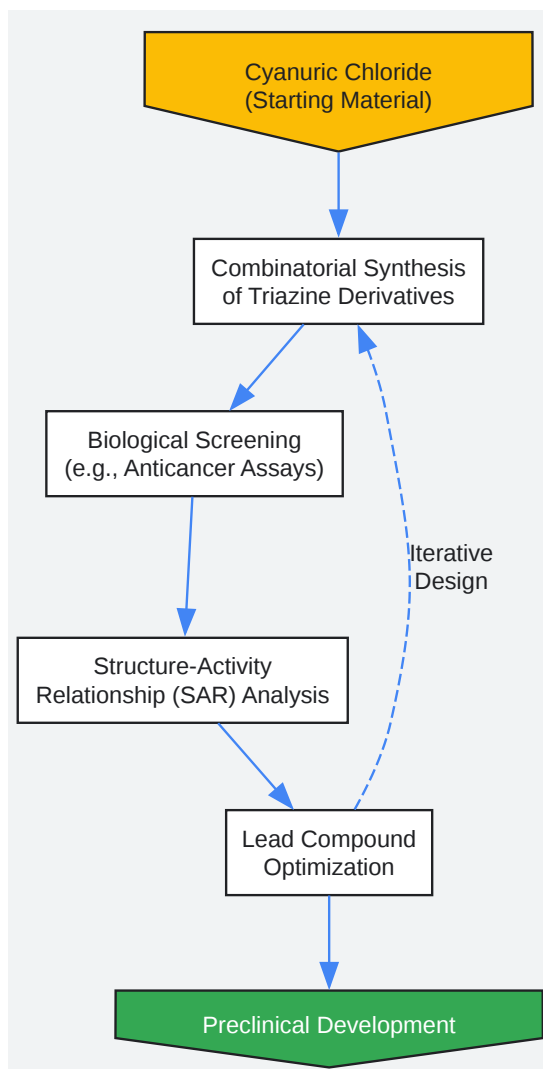 Cyanuric Chloride
(Starting Material)
Combinatorial Synthesis
of Triazine Derivatives
Biological Screening
(e.g., Anticancer Assays)
Iterative
Design
Structure-Activity
Relationship (SAR) Analysis
Lead Compound
Optimization
Preclinical Development